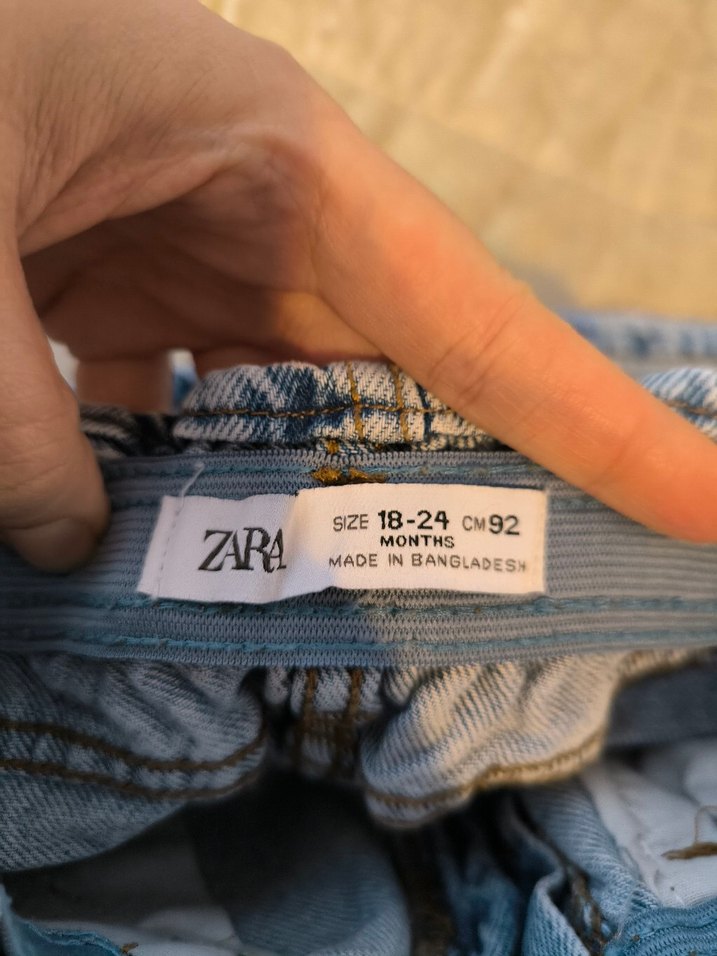 ZARA
SIZE 18-24 CM 92
MONTHS
MADE IN BANGLADESH